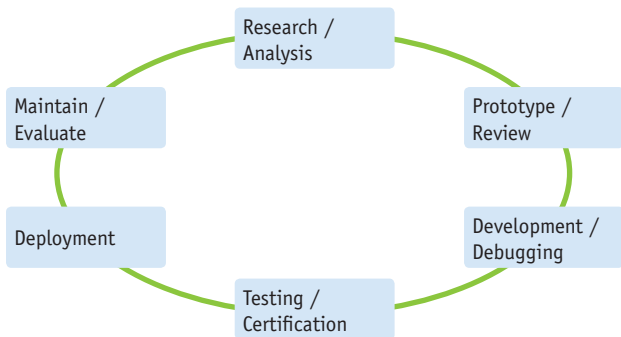 Research /
Analysis
Prototype /
Review
Development /
Debugging
Testing /
Certification
Deployment
Maintain /
Evaluate